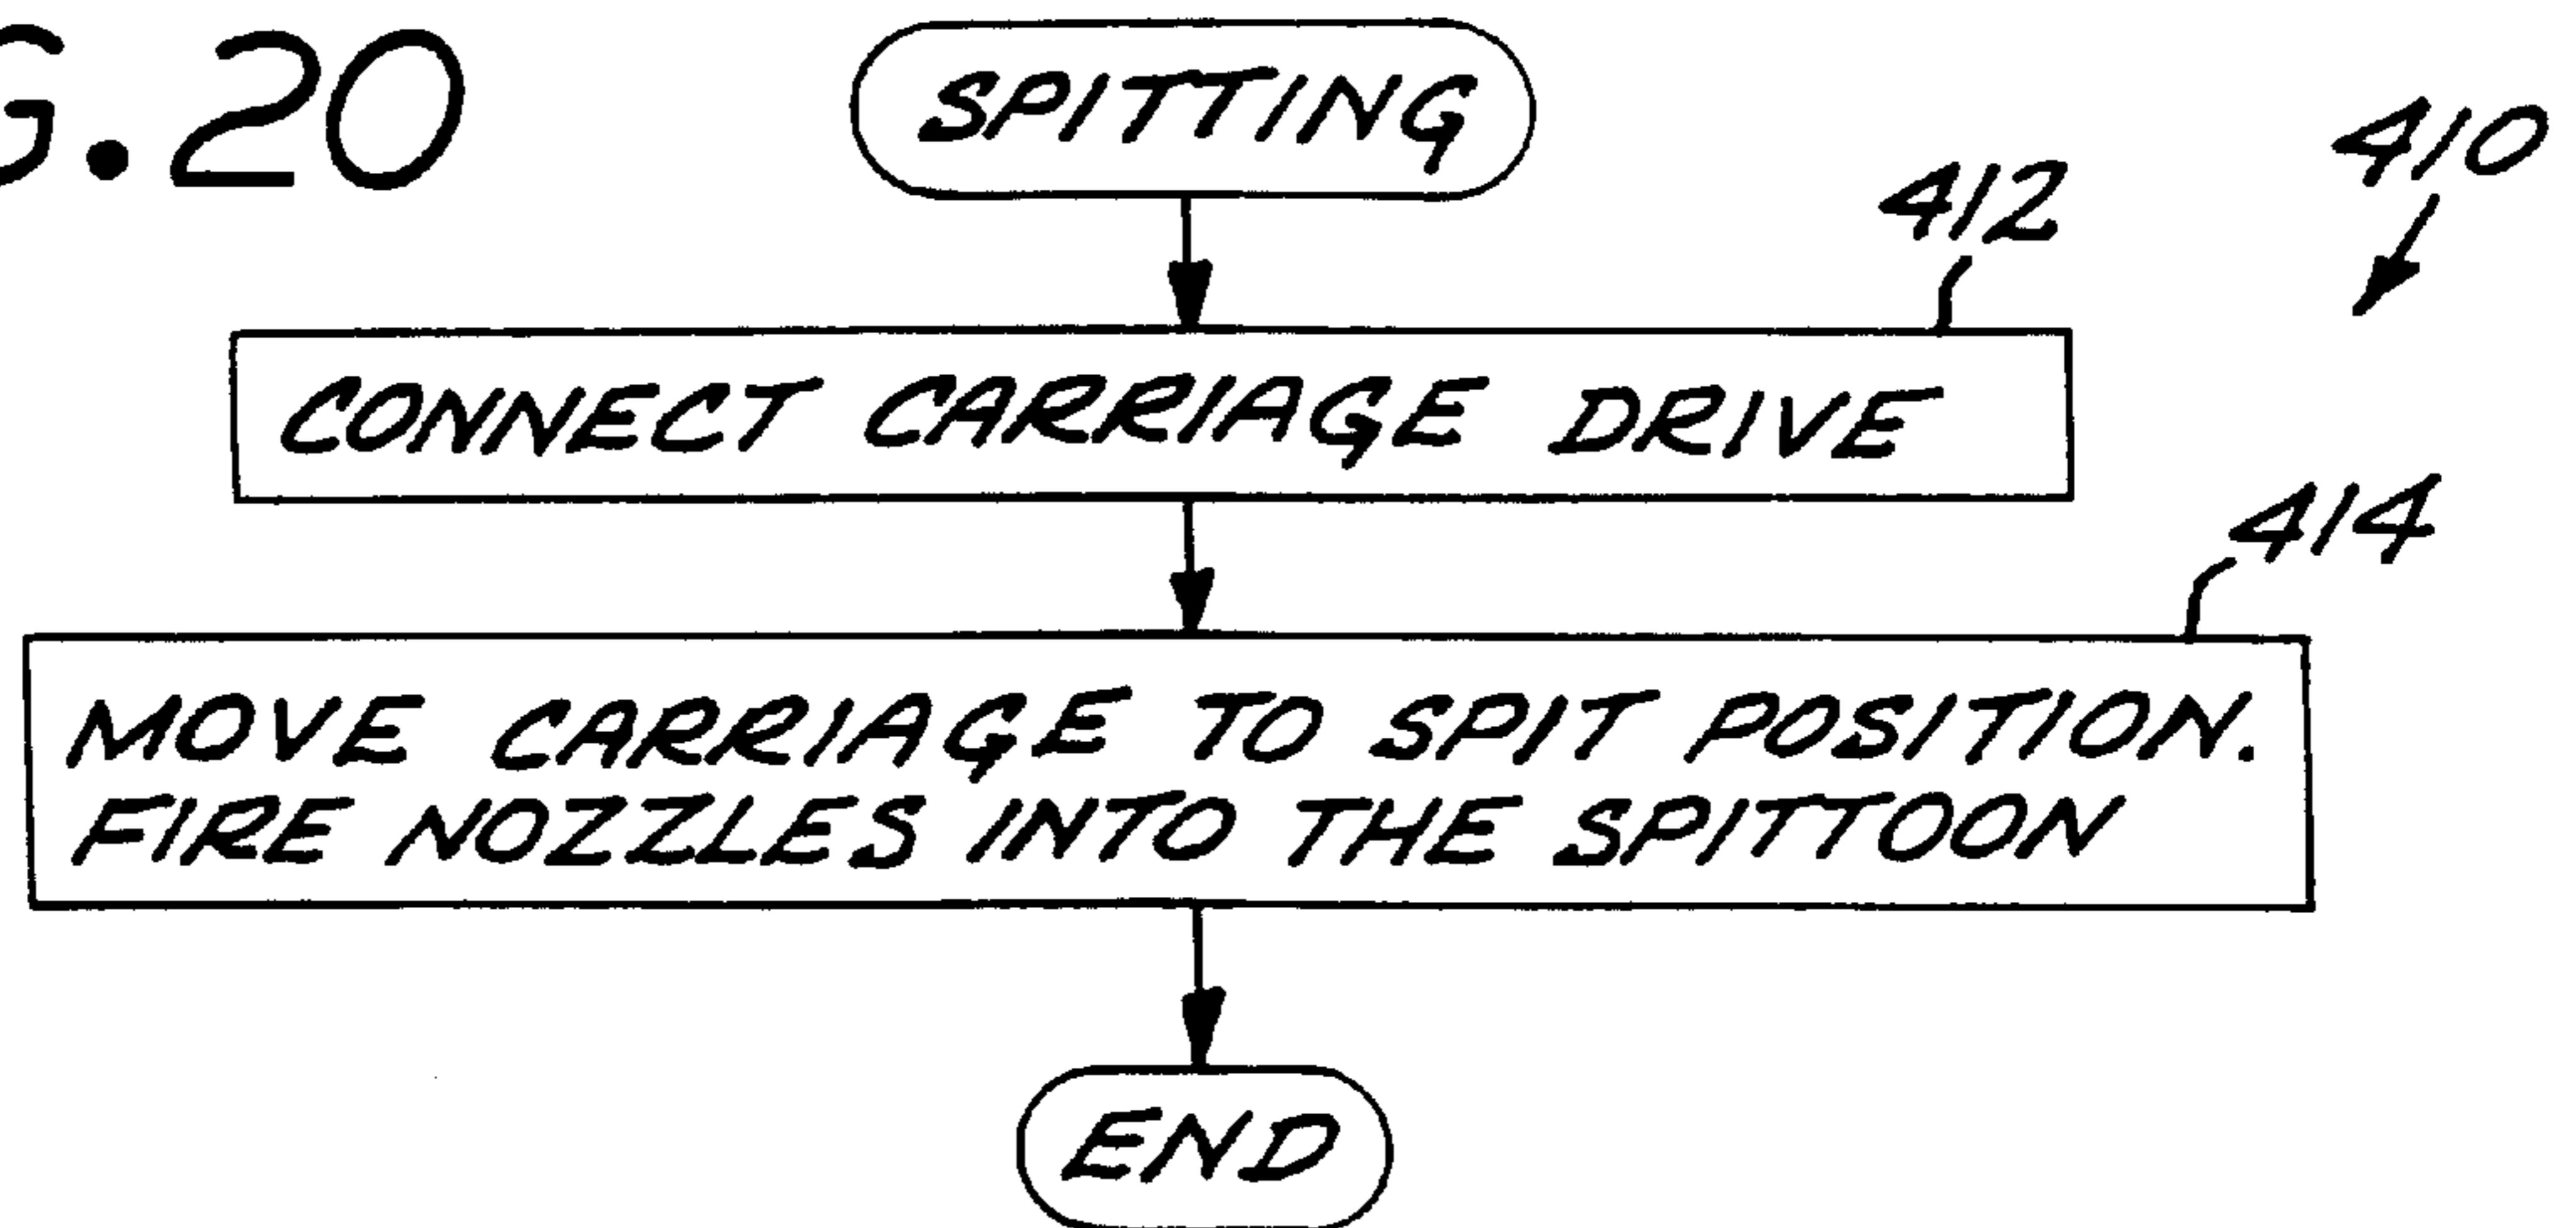 G.20
SPITTING
410
412
CONNECT CARRIAGE DRIVE
414
MOVE CARRIAGE TO SPIT POSITION.
FIRE NOZZLES INTO THE SPITTOON
END